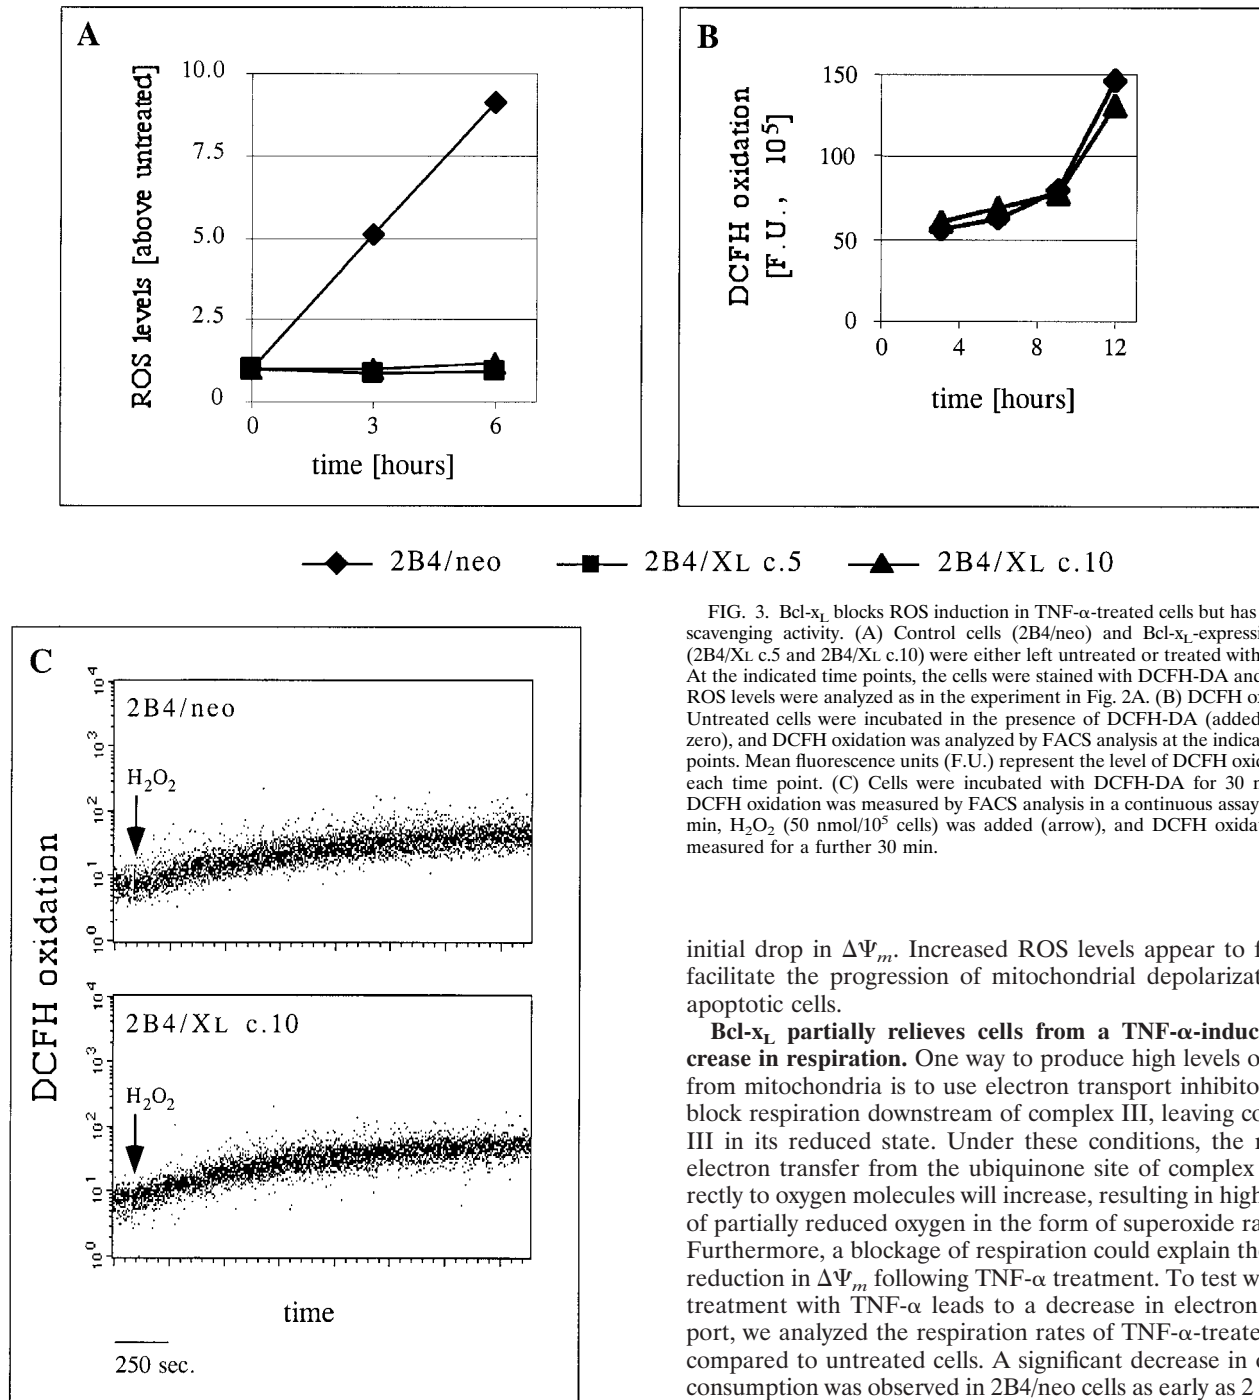 A
ROS levels [above untreated]
10.0
7.5
5.0
2.5
0
0 3 6
time [hours]
B
DCFH oxidation
[F.U., 10⁵]
150
100
50
0
0 4 8 12
time [hours]
2B4/neo 2B4/XL c.5 2B4/XL c.10
C
DCFH oxidation
10⁴
10³
10²
10¹
10⁰
2B4/neo
H₂O₂
10⁴
10³
10²
10¹
10⁰
2B4/XL c.10
H₂O₂
time
250 sec.
FIG. 3. Bcl-x_L blocks ROS induction in TNF-α-treated cells but has
scavenging activity. (A) Control cells (2B4/neo) and Bcl-x_L-expressi
(2B4/XL c.5 and 2B4/XL c.10) were either left untreated or treated with
At the indicated time points, the cells were stained with DCFH-DA and
ROS levels were analyzed as in the experiment in Fig. 2A. (B) DCFH o
Untreated cells were incubated in the presence of DCFH-DA (added
zero), and DCFH oxidation was analyzed by FACS analysis at the indica
points. Mean fluorescence units (F.U.) represent the level of DCFH oxid
each time point. (C) Cells were incubated with DCFH-DA for 30 m
DCFH oxidation was measured by FACS analysis in a continuous assay
min, H₂O₂ (50 nmol/10⁵ cells) was added (arrow), and DCFH oxida
measured for a further 30 min.
initial drop in ΔΨₘ. Increased ROS levels appear to f
facilitate the progression of mitochondrial depolarizat
apoptotic cells.
Bcl-x_L partially relieves cells from a TNF-α-induc
crease in respiration. One way to produce high levels o
from mitochondria is to use electron transport inhibito
block respiration downstream of complex III, leaving co
III in its reduced state. Under these conditions, the r
electron transfer from the ubiquinone site of complex
rectly to oxygen molecules will increase, resulting in high
of partially reduced oxygen in the form of superoxide ra
Furthermore, a blockage of respiration could explain th
reduction in ΔΨₘ following TNF-α treatment. To test w
treatment with TNF-α leads to a decrease in electron
port, we analyzed the respiration rates of TNF-α-treate
compared to untreated cells. A significant decrease in o
consumption was observed in 2B4/neo cells as early as 2